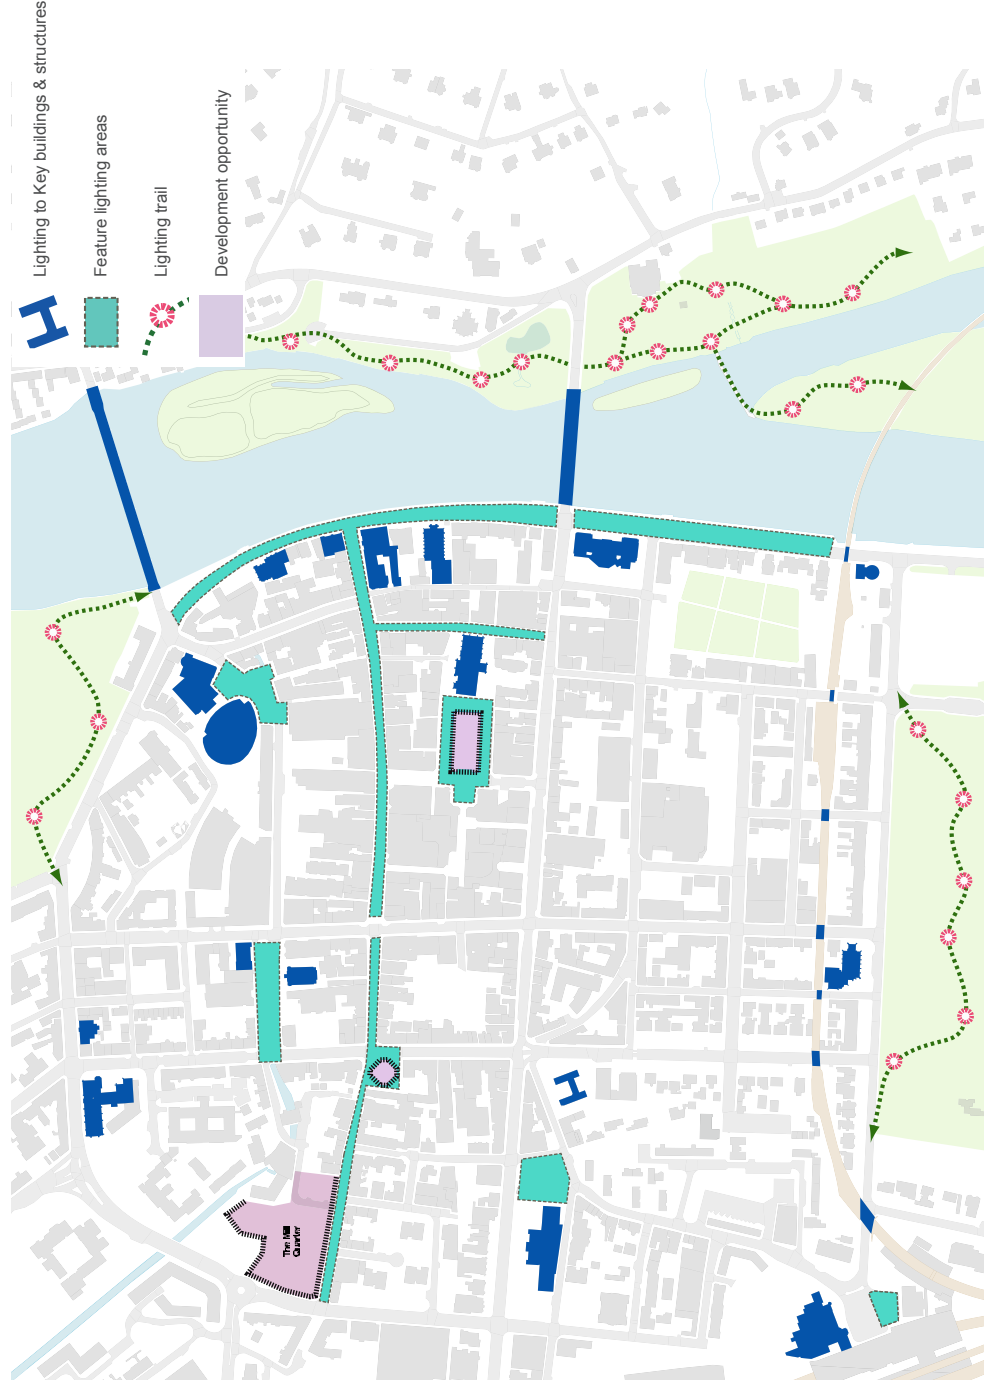 Lighting to Key buildings & structures
Feature lighting areas
Lighting trail
Development opportunity
The Mill
Quarter